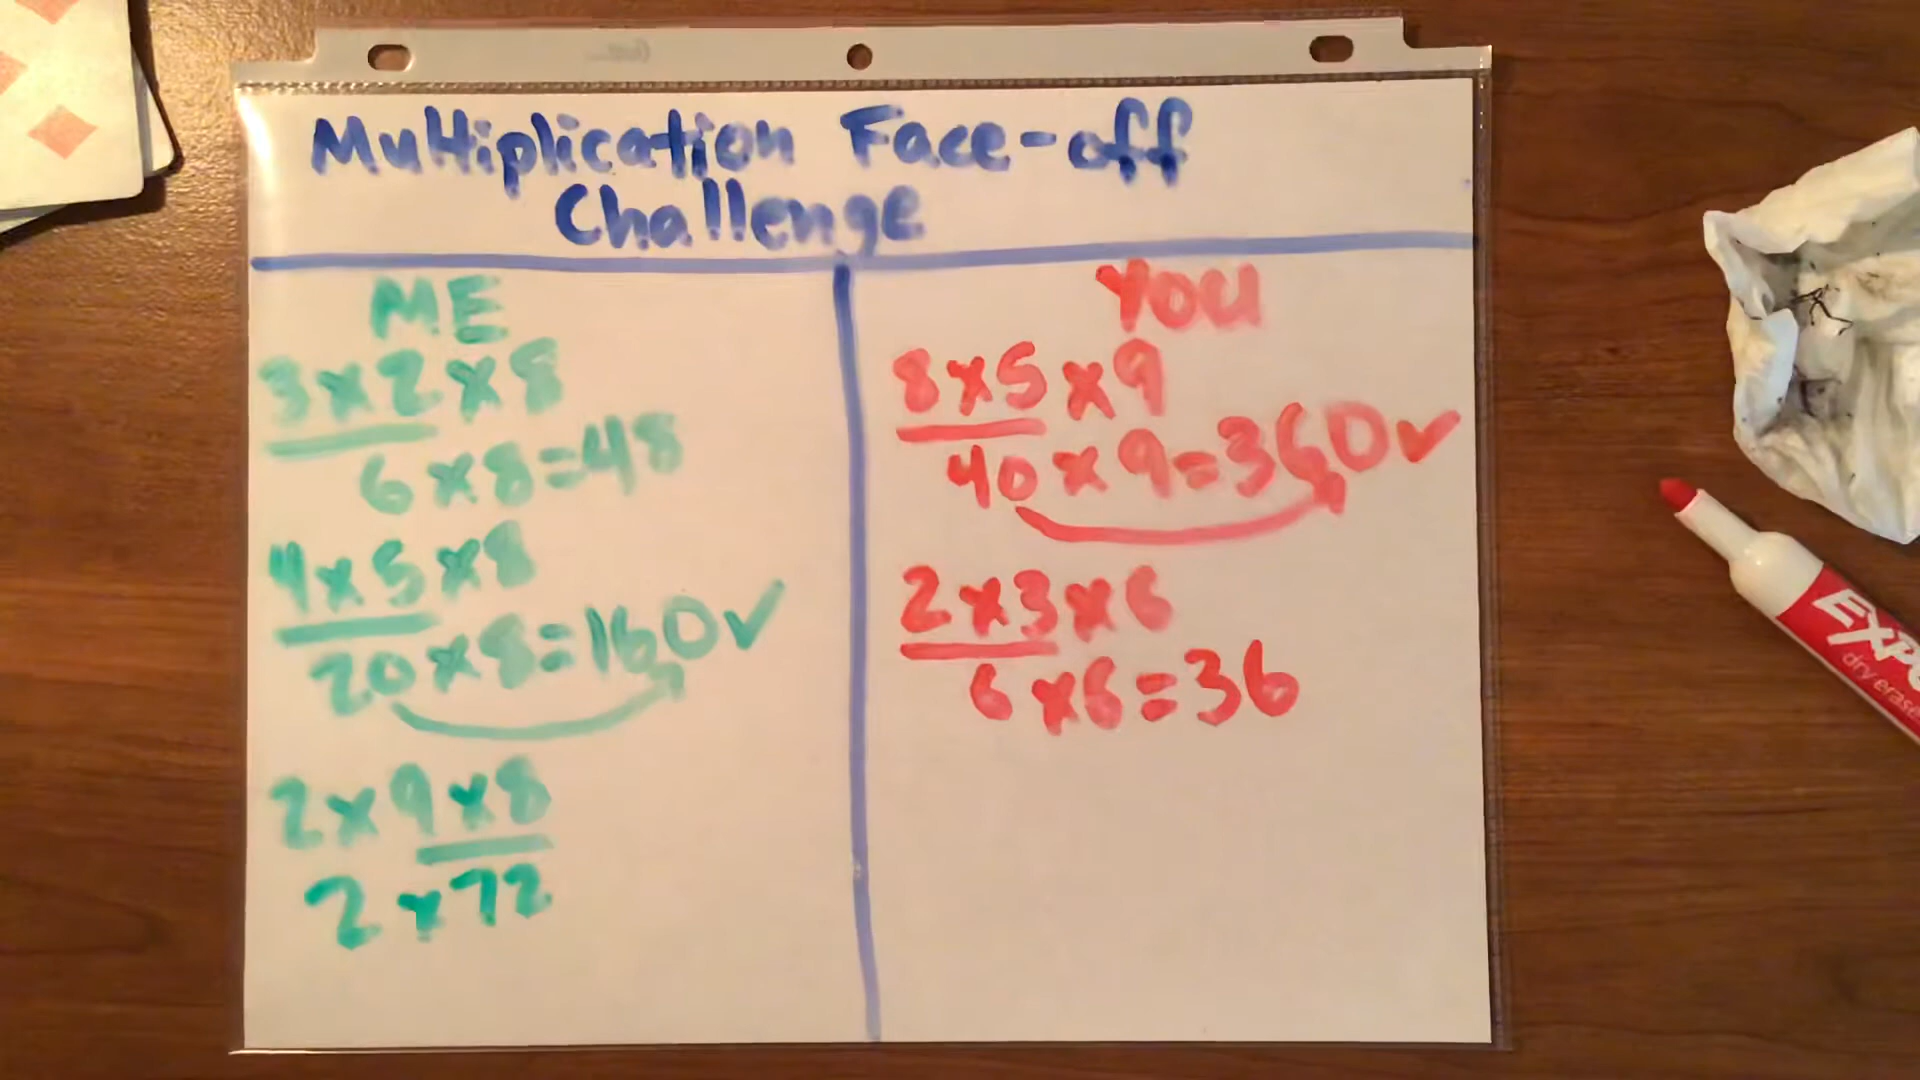 Multiplication Face-off
Challenge
ME
3x2x8
6x8=48
4x5x8
20x8=160✓
2x9x8
2x72
YOU
8x5x9
40x9=360✓
2x3x6
6x6=36
EXPO
dry erase